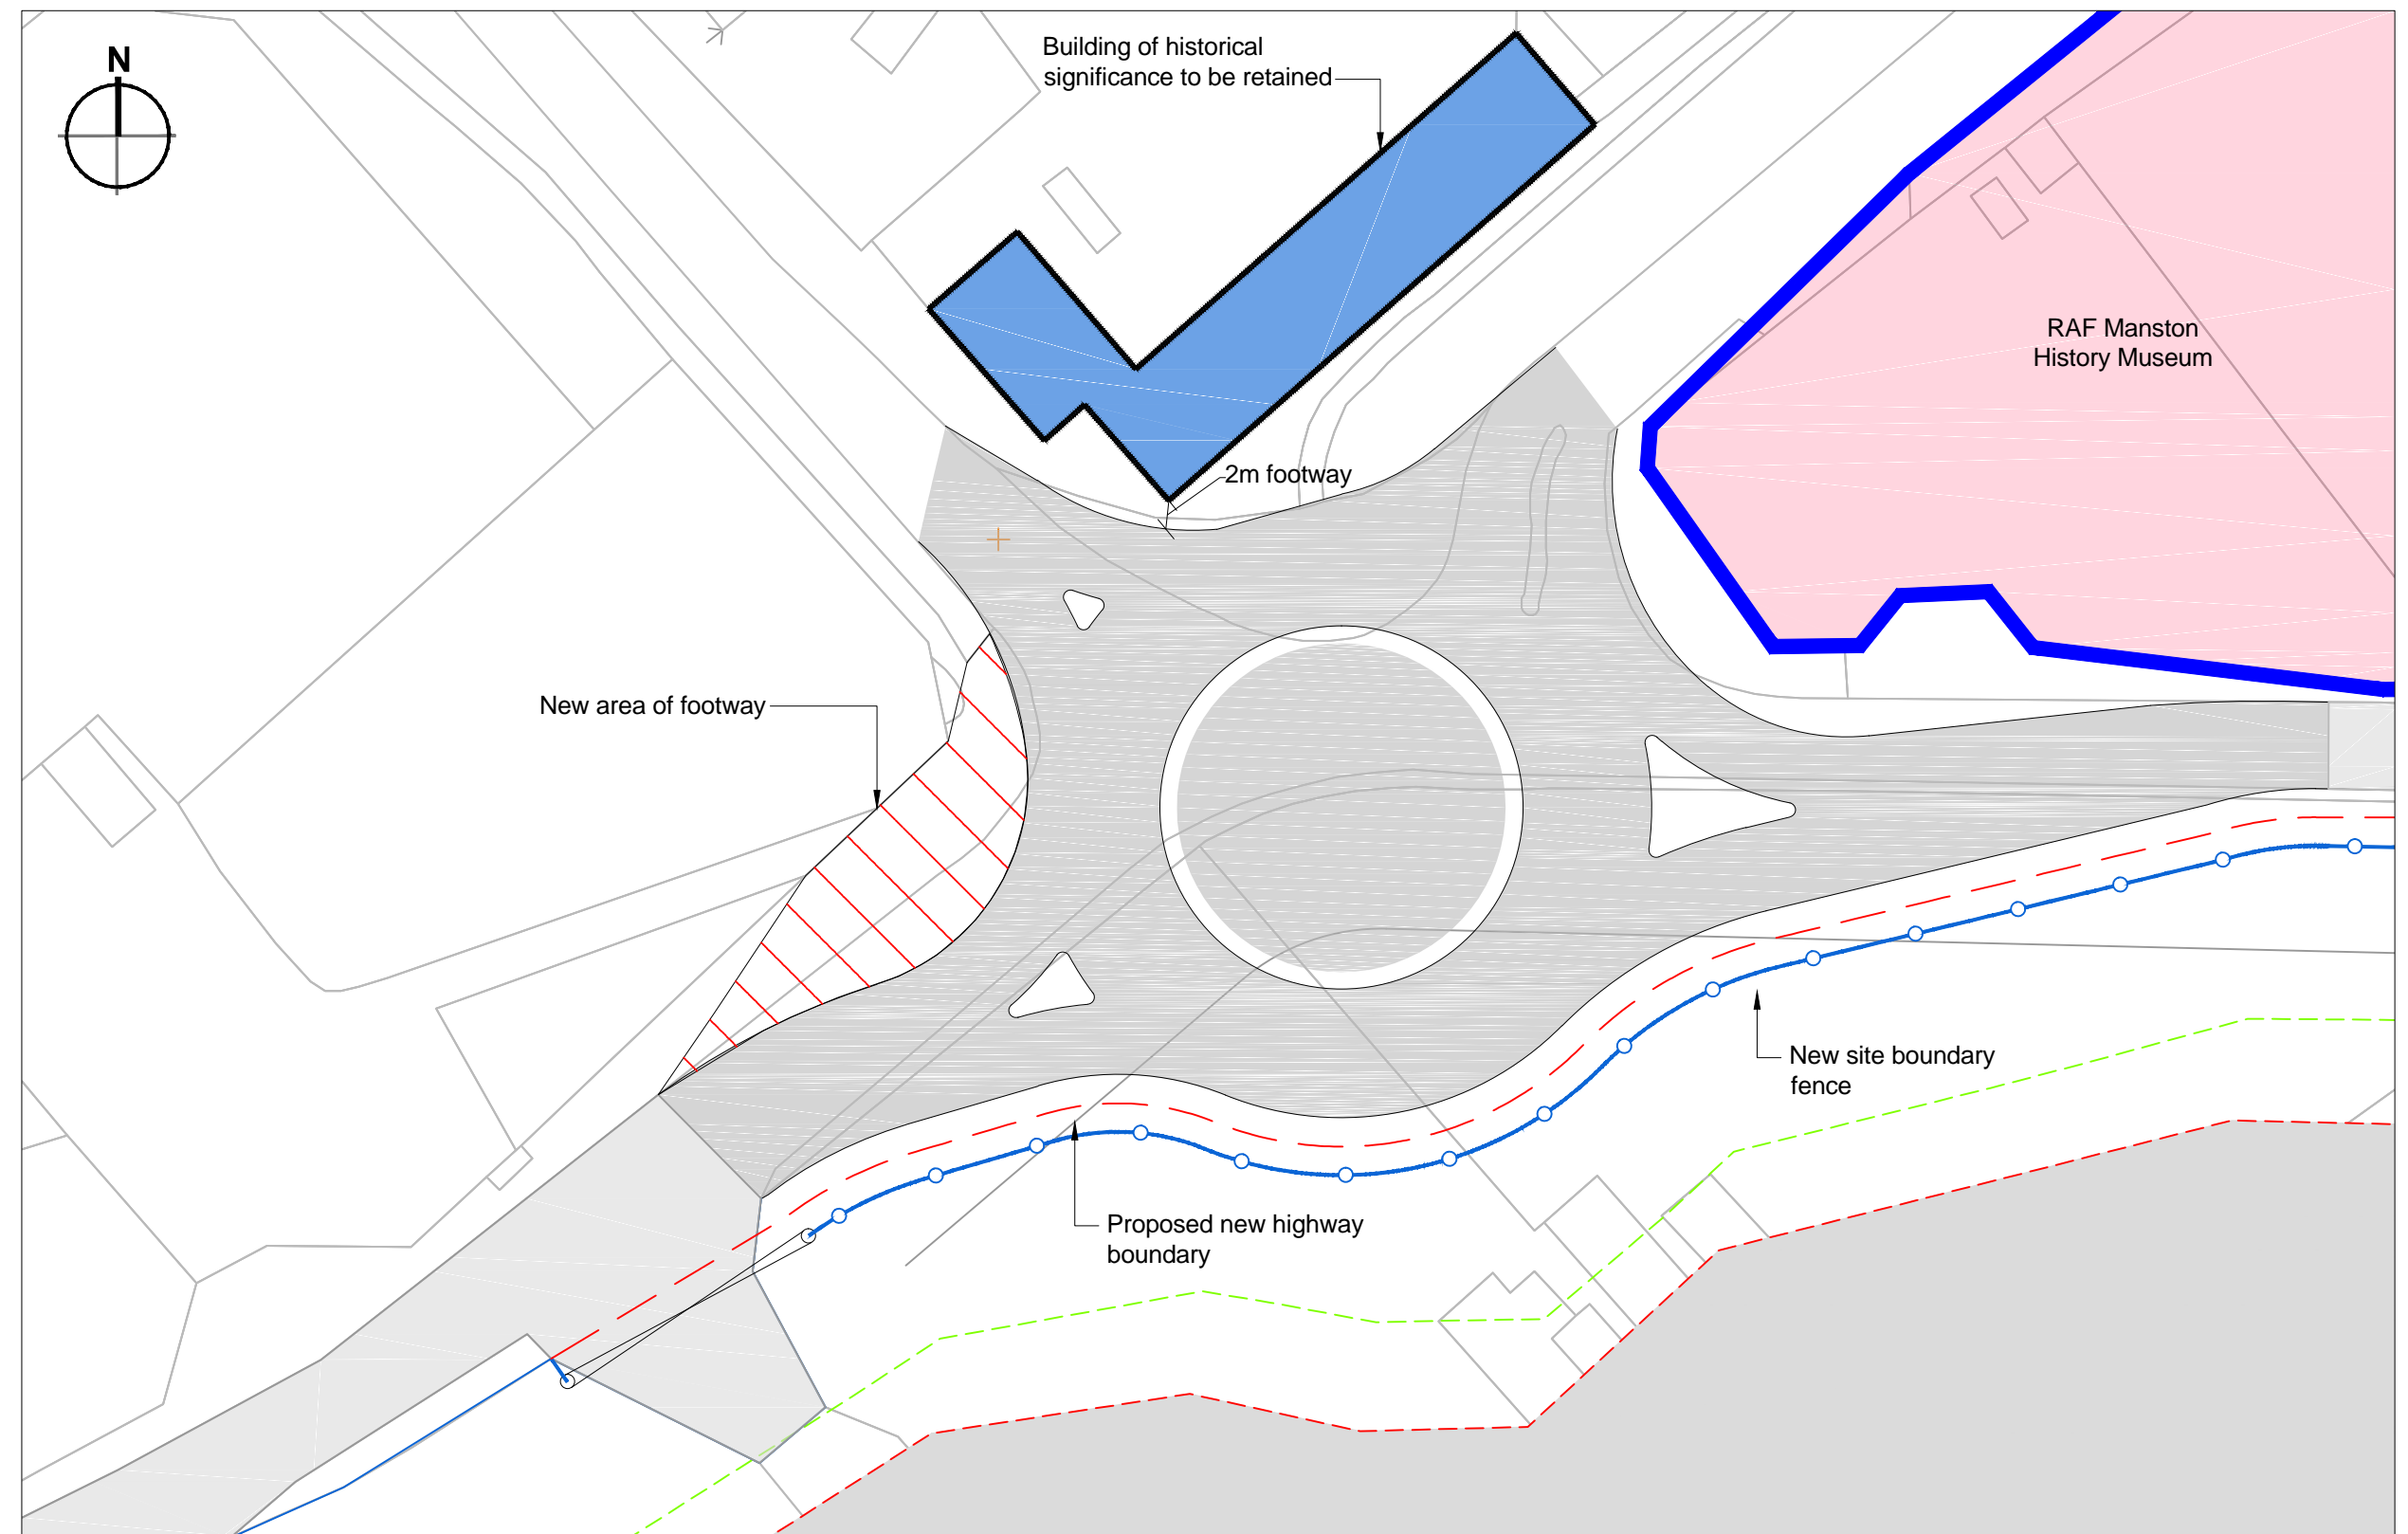 N
Building of historical
significance to be retained
RAF Manston
History Museum
2m footway
New area of footway
New site boundary
fence
Proposed new highway
boundary